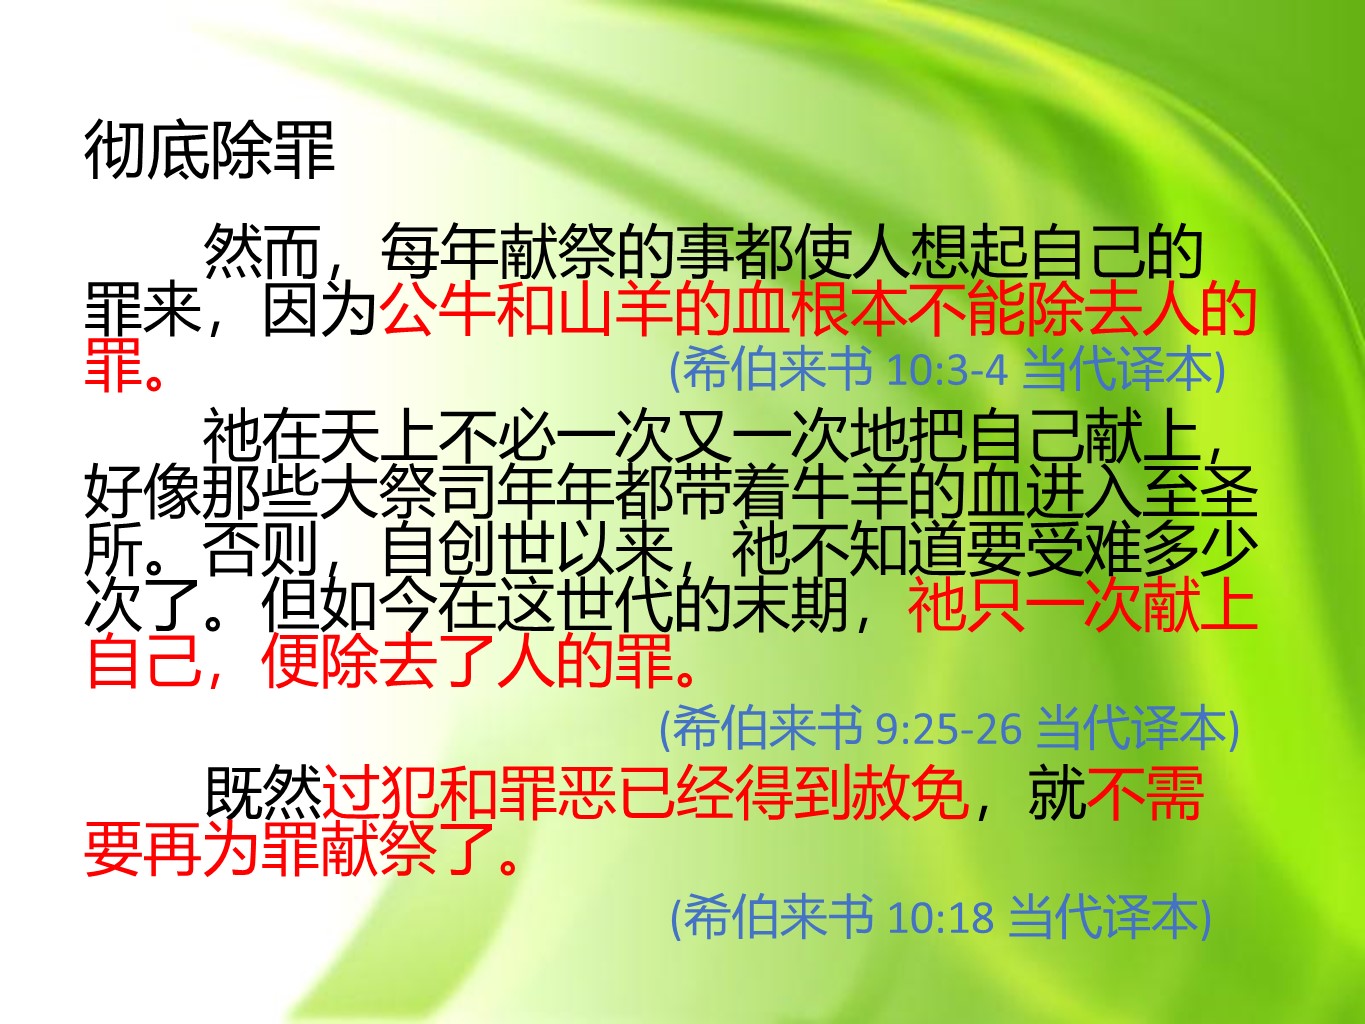 彻底除罪
然而，每年献祭的事都使人想起自己的
罪来，因为公牛和山羊的血根本不能除去人的
罪。 (希伯来书 10:3-4 当代译本)
祂在天上不必一次又一次地把自己献上，
好像那些大祭司年年都带着牛羊的血进入至圣
所。否则，自创世以来，祂不知道要受难多少
次了。但如今在这世代的末期，祂只一次献上
自己，便除去了人的罪。
(希伯来书 9:25-26 当代译本)
既然过犯和罪恶已经得到赦免，就不需
要再为罪献祭了。
(希伯来书 10:18 当代译本)